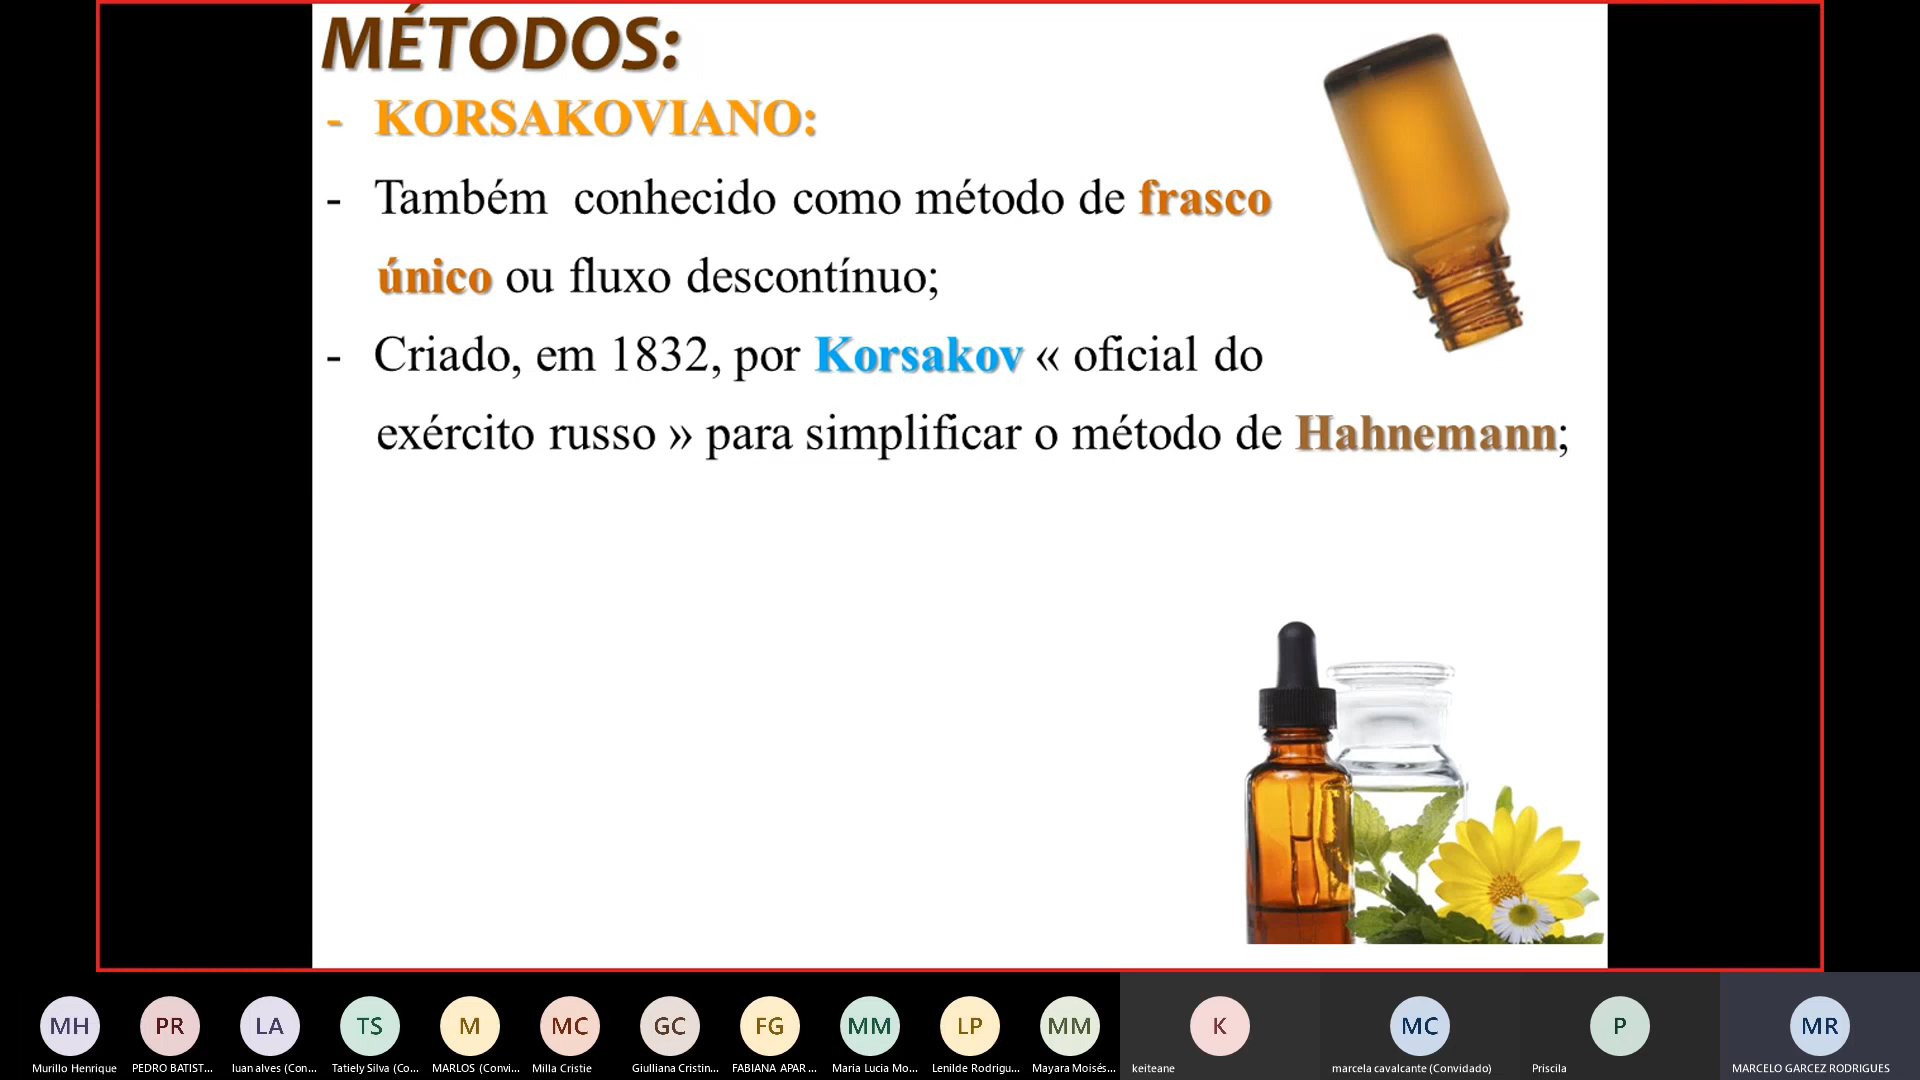 MÉTODOS:
- KORSAKOVIANO:
- Também conhecido como método de frasco
único ou fluxo descontínuo;
- Criado, em 1832, por Korsakov « oficial do
exército russo » para simplificar o método de Hahnemann;
MH PR LA TS M MC GC FG MM LP MM K MC P MR
Murillo Henrique PEDRO BATIST... luan alves (Con... Tatiely Silva (Co... MARLOS (Convi... Milla Cristie Giulliana Cristin... FABIANA APAR... Maria Lucia Mo... Lenilde Rodrigu... Mayara Moisés... keiteane marcela cavalcante (Convidado) Priscila MARCELO GARCEZ RODRIGUES